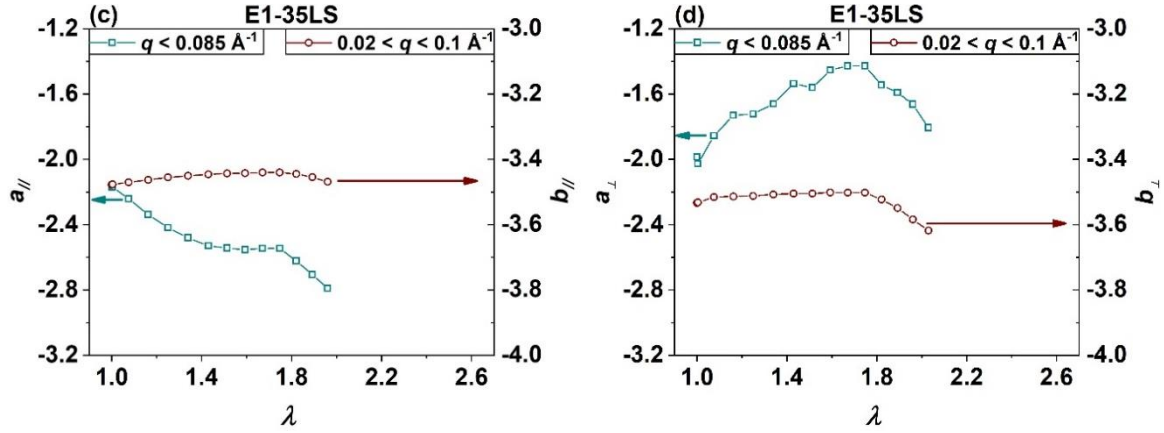 (c) E1-35LS
q < 0.085 Å⁻¹ 0.02 < q < 0.1 Å⁻¹
-1.2 -3.0
-1.6 -3.2
-2.0 -3.4
-2.4 -3.6
-2.8 -3.8
-3.2 -4.0
a//
b//
1.0 1.4 1.8 2.2 2.6
λ
(d) E1-35LS
q < 0.085 Å⁻¹ 0.02 < q < 0.1 Å⁻¹
-1.2 -3.0
-1.6 -3.2
-2.0 -3.4
-2.4 -3.6
-2.8 -3.8
-3.2 -4.0
a⊥
b⊥
1.0 1.4 1.8 2.2 2.6
λ